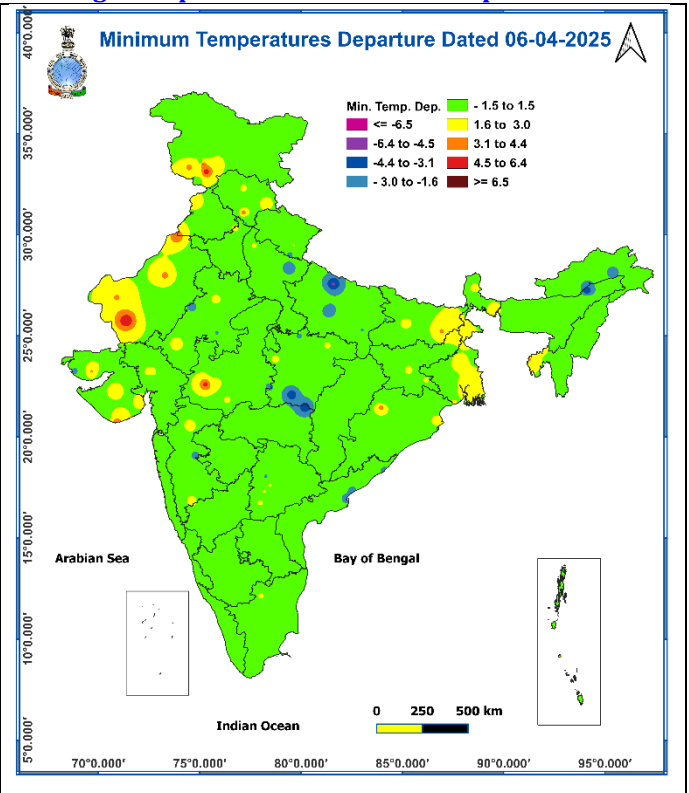 Minimum Temperatures Departure Dated 06-04-2025
Min. Temp. Dep.
<= -6.5
-6.4 to -4.5
-4.4 to -3.1
- 3.0 to -1.6
- 1.5 to 1.5
1.6 to 3.0
3.1 to 4.4
4.5 to 6.4
>= 6.5
40°0.000'
35°0.000'
30°0.000'
25°0.000'
20°0.000'
15°0.000'
10°0.000'
5°0.000'
Arabian Sea
Bay of Bengal
Indian Ocean
0 250 500 km
70°0.000' 75°0.000' 80°0.000' 85°0.000' 90°0.000' 95°0.000'